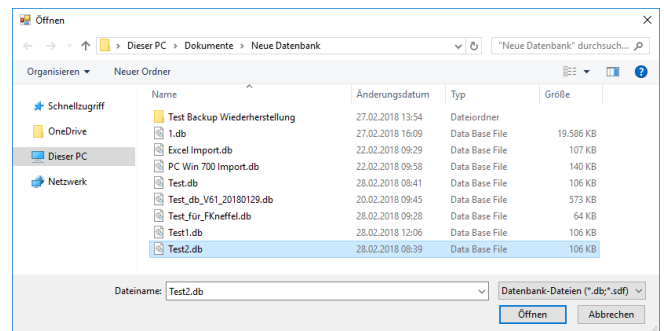 Öffnen
Dieser PC > Dokumente > Neue Datenbank
"Neue Datenbank" durchsuch...
Organisieren Neuer Ordner
Name Änderungsdatum Typ Größe
Schnellzugriff
OneDrive
Dieser PC
Netzwerk
Test Backup Wiederherstellung 27.02.2018 13:54 Dateiordner
1.db 27.02.2018 16:09 Data Base File 19.586 KB
Excel Import.db 22.02.2018 09:29 Data Base File 107 KB
PC Win 700 Import.db 22.02.2018 09:58 Data Base File 140 KB
Test.db 28.02.2018 08:41 Data Base File 106 KB
Test_db_V61_20180129.db 20.02.2018 09:45 Data Base File 573 KB
Test_für_FKneffel.db 28.02.2018 09:28 Data Base File 64 KB
Test1.db 28.02.2018 12:06 Data Base File 106 KB
Test2.db 28.02.2018 08:39 Data Base File 106 KB
Dateiname: Test2.db Datenbank-Dateien (*.db;*.sdf)
Öffnen Abbrechen